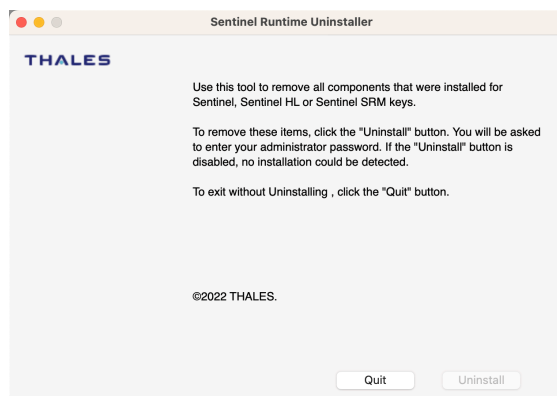 Sentinel Runtime Uninstaller
THALES
Use this tool to remove all components that were installed for
Sentinel, Sentinel HL or Sentinel SRM keys.
To remove these items, click the "Uninstall" button. You will be asked
to enter your administrator password. If the "Uninstall" button is
disabled, no installation could be detected.
To exit without Uninstalling , click the "Quit" button.
©2022 THALES.
Quit
Uninstall